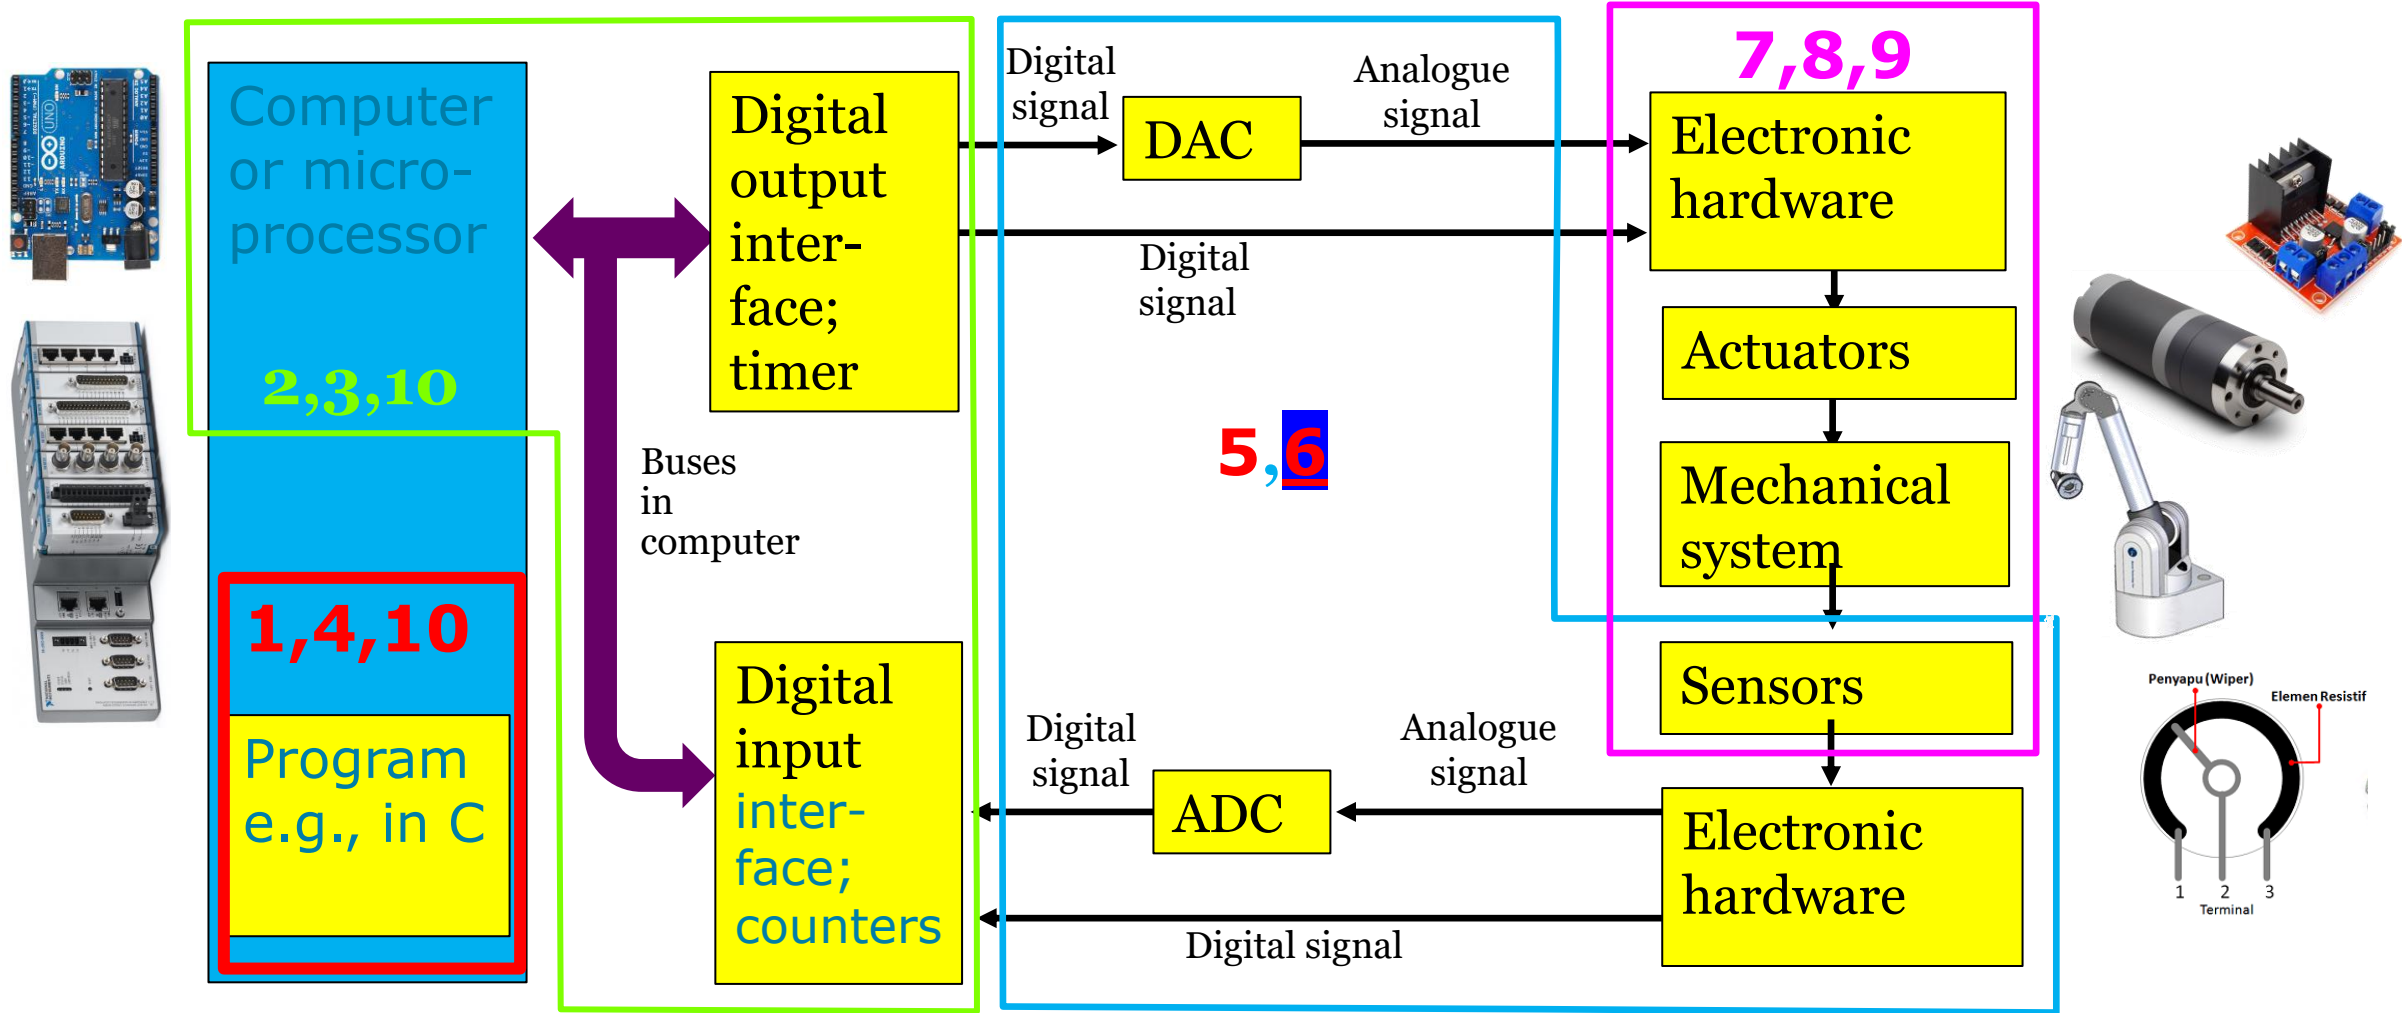 Computer
or micro-
processor
2,3,10
1,4,10
Program
e.g., in C
Digital
output
inter-
face;
timer
Buses
in
computer
Digital
input
inter-
face;
counters
Digital
signal
DAC
Analogue
signal
Digital
signal
5,6
Digital
signal
ADC
Analogue
signal
Digital signal
7,8,9
Electronic
hardware
Actuators
Mechanical
system
Sensors
Electronic
hardware
UNO
ARDUINO
Penyapu (Wiper)
Elemen Resistif
1 2 3
Terminal